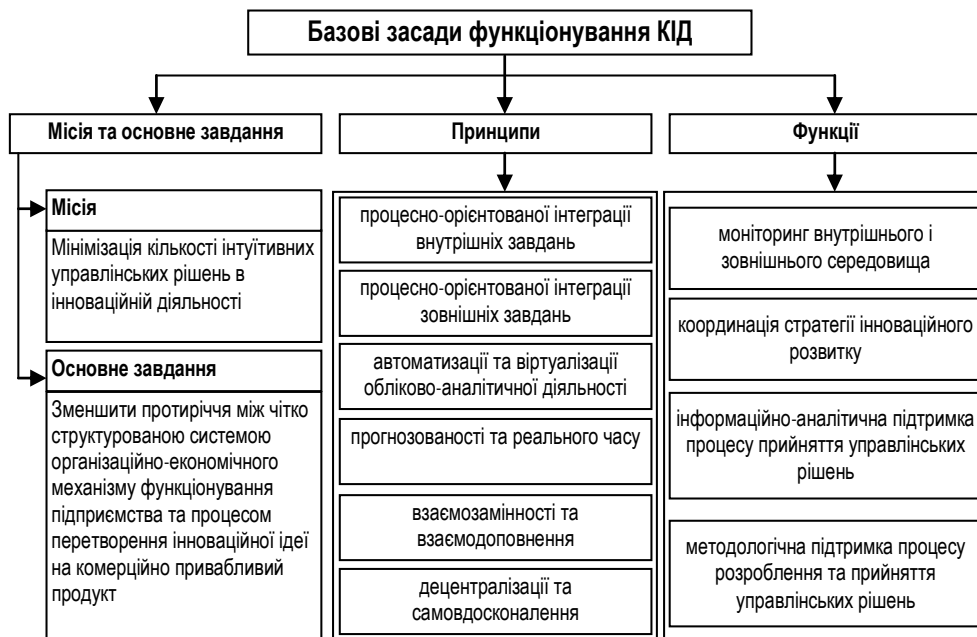 Базові засади функціонування КІД
Місія та основне завдання
Місія
Мінімізація кількості інтуїтивних
управлінських рішень в
інноваційній діяльності
Основне завдання
Зменшити протиріччя між чітко
структурованою системою
організаційно-економічного
механізму функціонування
підприємства та процесом
перетворення інноваційної ідеї
на комерційно привабливий
продукт
Принципи
процесно-орієнтованої інтеграції
внутрішніх завдань
процесно-орієнтованої інтеграції
зовнішніх завдань
автоматизації та віртуалізації
обліково-аналітичної діяльності
прогнозованості та реального часу
взаємозамінності та
взаємодоповнення
децентралізації та
самовдосконалення
Функції
моніторинг внутрішнього і
зовнішнього середовища
координація стратегії інноваційного
розвитку
інформаційно-аналітична підтримка
процесу прийняття управлінських
рішень
методологічна підтримка процесу
розроблення та прийняття
управлінських рішень